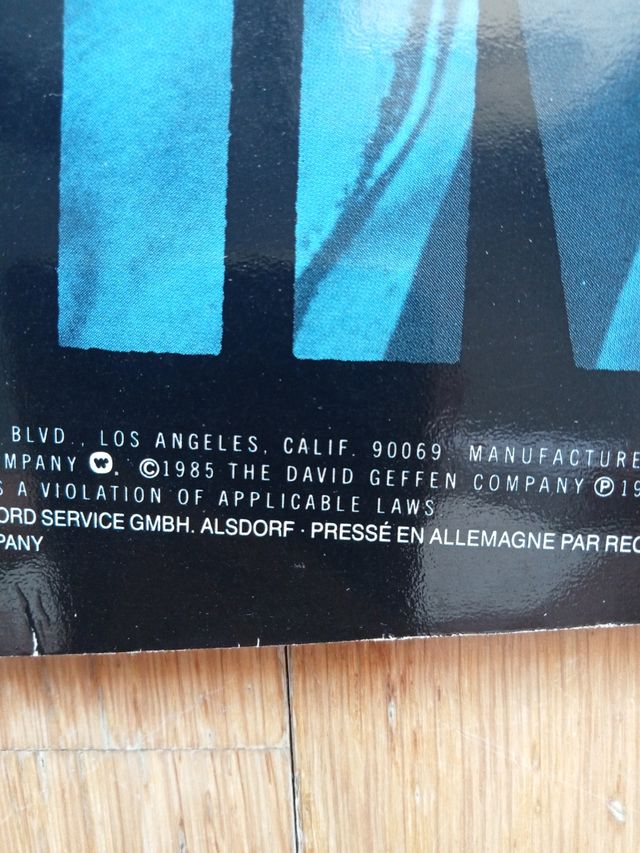 BLVD., LOS ANGELES, CALIF. 90069 MANUFACTURE
MPANY W. ©1985 THE DAVID GEFFEN COMPANY ℗19
S A VIOLATION OF APPLICABLE LAWS
ORD SERVICE GMBH. ALSDORF · PRESSÉ EN ALLEMAGNE PAR REC
PANY